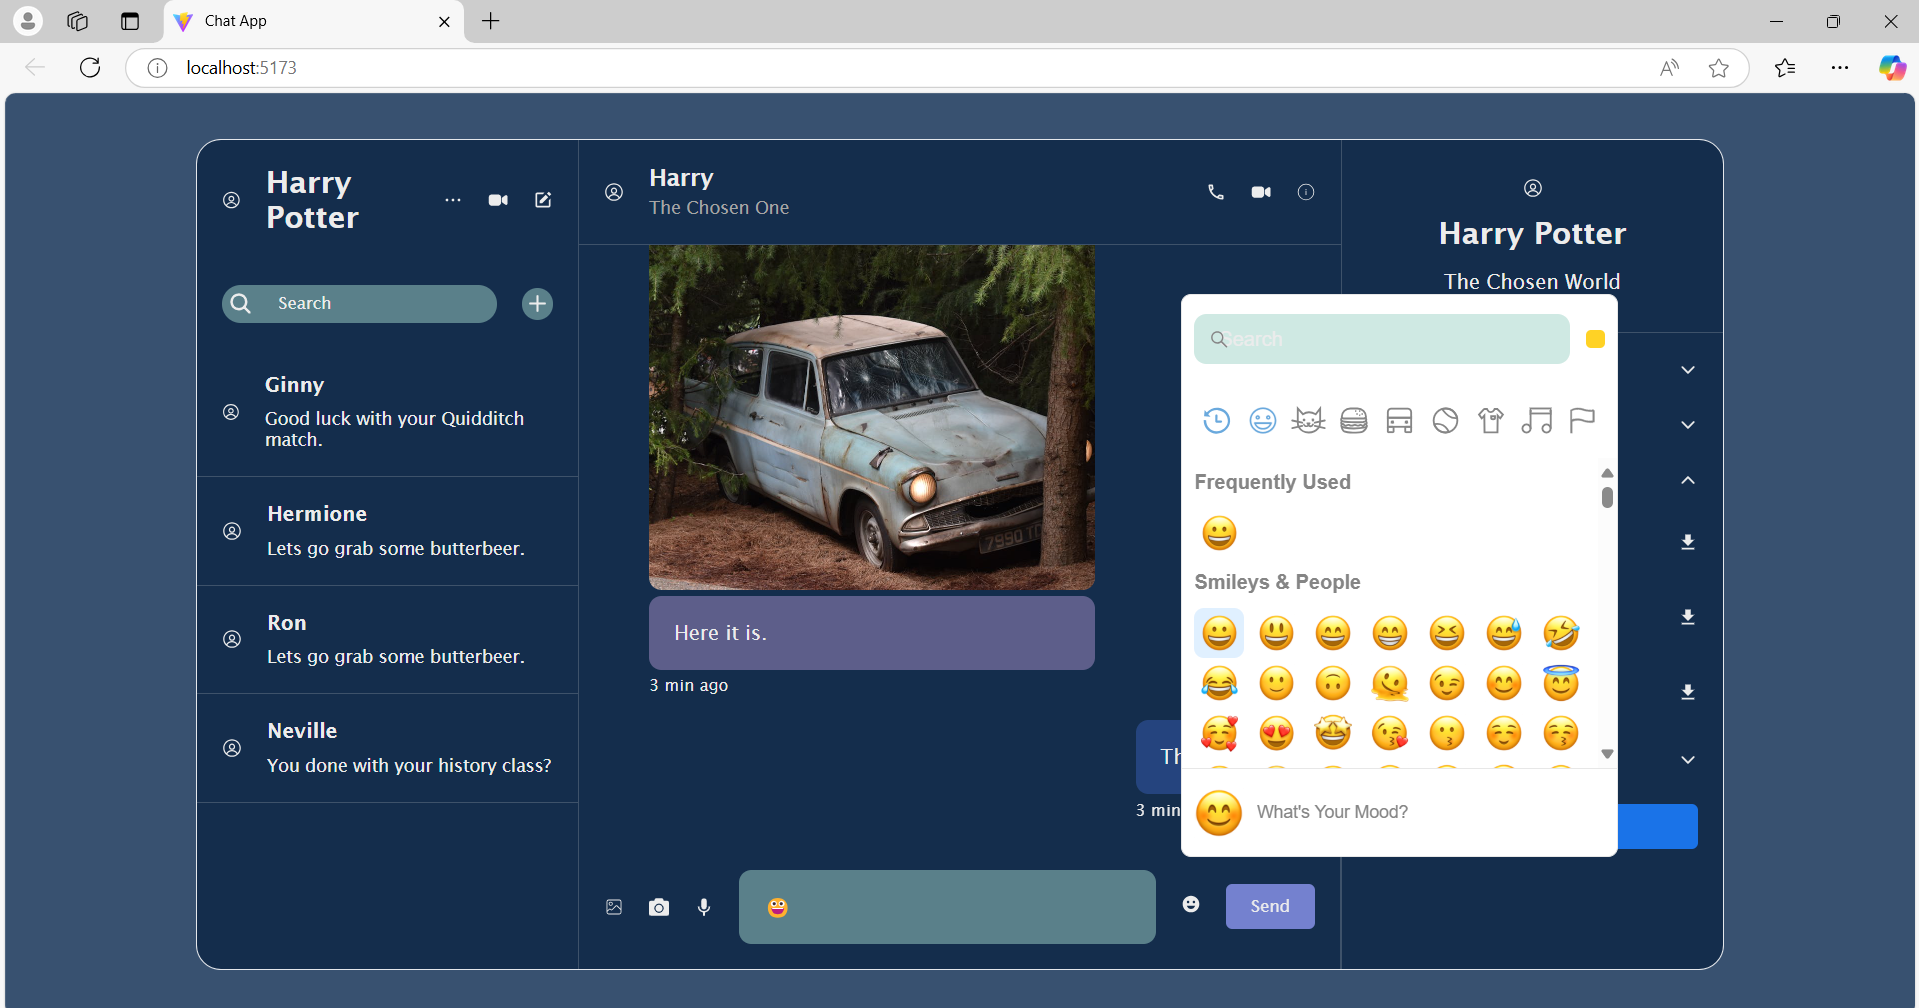 Chat App
localhost:5173
Harry
Potter
Search
Ginny
Good luck with your Quidditch
match.
Hermione
Lets go grab some butterbeer.
Ron
Lets go grab some butterbeer.
Neville
You done with your history class?
Harry
The Chosen One
7990
Here it is.
3 min ago
3 min
Send
Harry Potter
The Chosen World
Search
Frequently Used
Smileys & People
What's Your Mood?